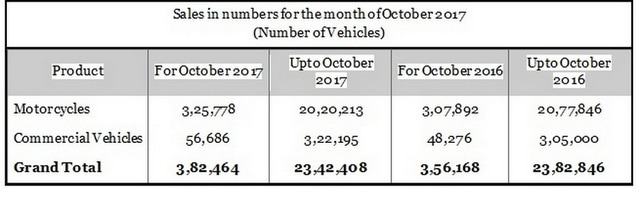 Sales in numbers for the month of October 2017
(Number of Vehicles)
Product For October 2017 Upto October 2017 For October 2016 Upto October 2016
Motorcycles 3,25,778 20,20,213 3,07,892 20,77,846
Commercial Vehicles 56,686 3,22,195 48,276 3,05,000
Grand Total 3,82,464 23,42,408 3,56,168 23,82,846